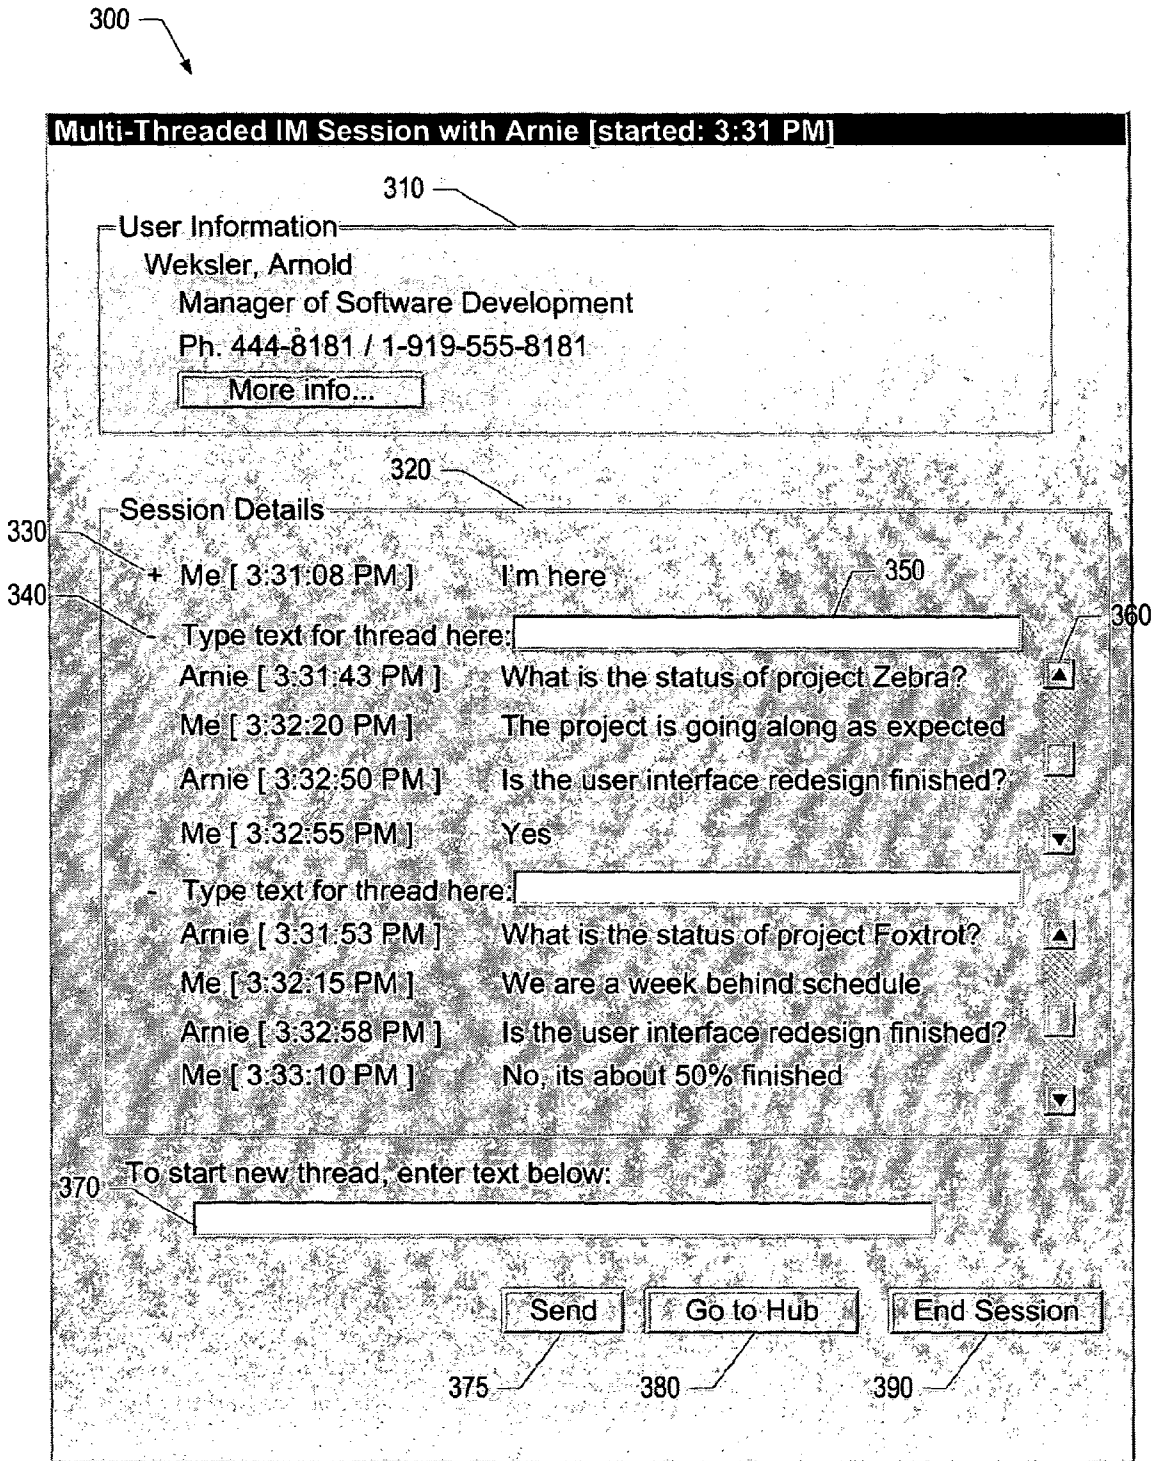 300
Multi-Threaded IM Session with Arnie [started: 3:31 PM]
310
User Information
Weksler, Arnold
Manager of Software Development
Ph. 444-8181 / 1-919-555-8181
More info...
320
Session Details
330
+ Me [ 3:31:08 PM ] I'm here
350
340
360
- Type text for thread here:
Arnie [ 3:31:43 PM ] What is the status of project Zebra?
Me [ 3:32:20 PM ] The project is going along as expected
Arnie [ 3:32:50 PM ] Is the user interface redesign finished?
Me [ 3:32:55 PM ] Yes
- Type text for thread here:
Arnie [ 3:31:53 PM ] What is the status of project Foxtrot?
Me [ 3:32:15 PM ] We are a week behind schedule
Arnie [ 3:32:58 PM ] Is the user interface redesign finished?
Me [ 3:33:10 PM ] No, its about 50% finished
To start new thread, enter text below:
370
Send Go to Hub End Session
375 380 390